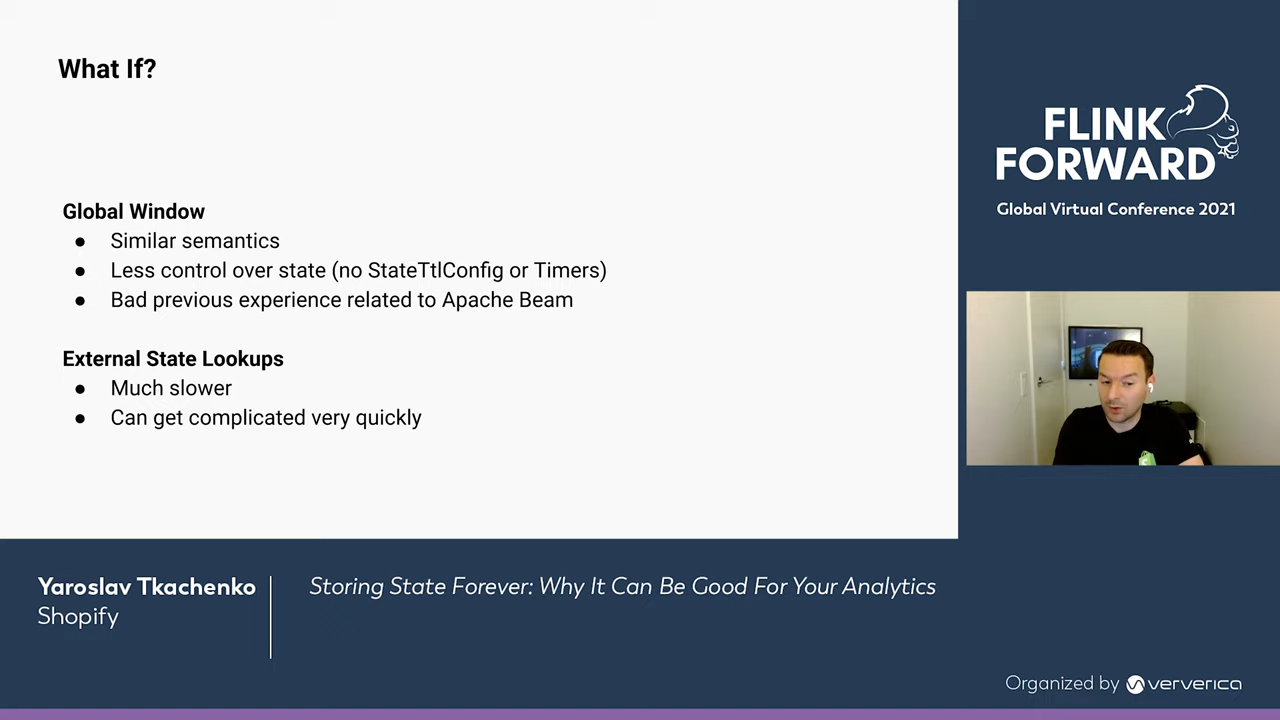 What If?
Global Window
● Similar semantics
● Less control over state (no StateTtlConfig or Timers)
● Bad previous experience related to Apache Beam
External State Lookups
● Much slower
● Can get complicated very quickly
FLINK
FORWARD
Global Virtual Conference 2021
Yaroslav Tkachenko
Shopify
Storing State Forever: Why It Can Be Good For Your Analytics
Organized by ververica